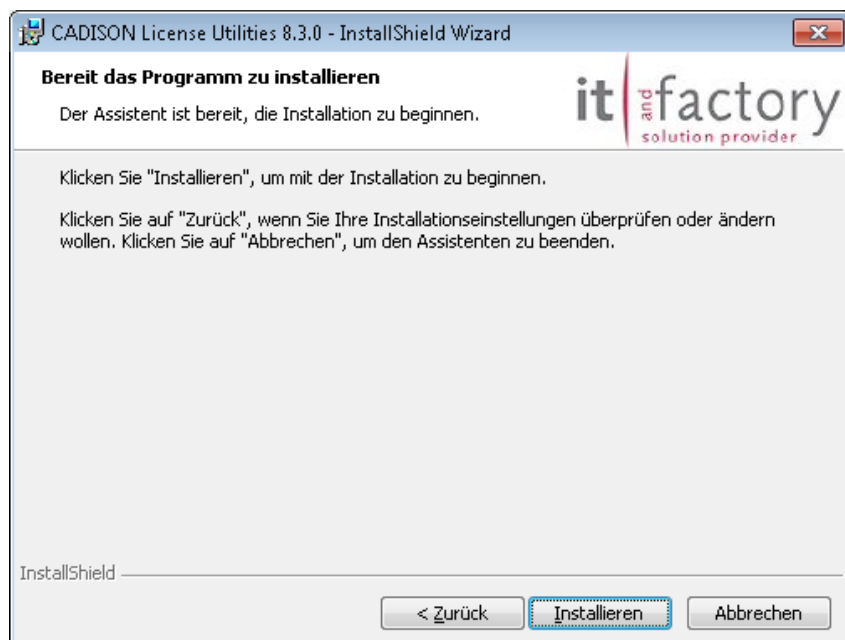 CADISON License Utilities 8.3.0 - InstallShield Wizard
Bereit das Programm zu installieren
Der Assistent ist bereit, die Installation zu beginnen.
it and factory
solution provider
Klicken Sie "Installieren", um mit der Installation zu beginnen.
Klicken Sie auf "Zurück", wenn Sie Ihre Installationseinstellungen überprüfen oder ändern
wollen. Klicken Sie auf "Abbrechen", um den Assistenten zu beenden.
InstallShield
< Zurück Installieren Abbrechen